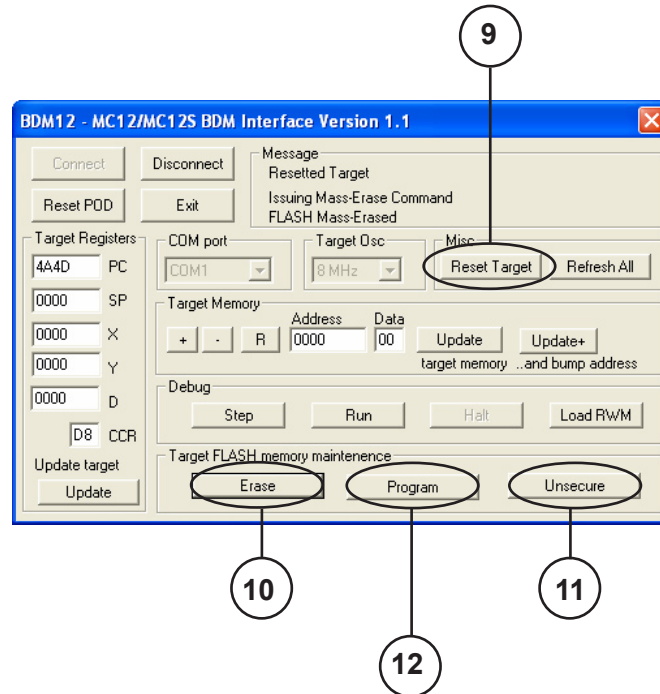 9
BDM12 - MC12/MC12S BDM Interface Version 1.1
Connect Disconnect
Reset POD Exit
Message
Resetted Target
Issuing Mass-Erase Command
FLASH Mass-Erased
Target Registers
4A4D PC
0000 SP
0000 X
0000 Y
0000 D
D8 CCR
Update target
Update
COM port
COM1
Target Osc
8 MHz
Misc
Reset Target Refresh All
Target Memory
Address Data
+ - R 0000 00 Update Update+
target memory ..and bump address
Debug
Step Run Halt Load RWM
Target FLASH memory maintenence
Erase Program Unsecure
10 11
12